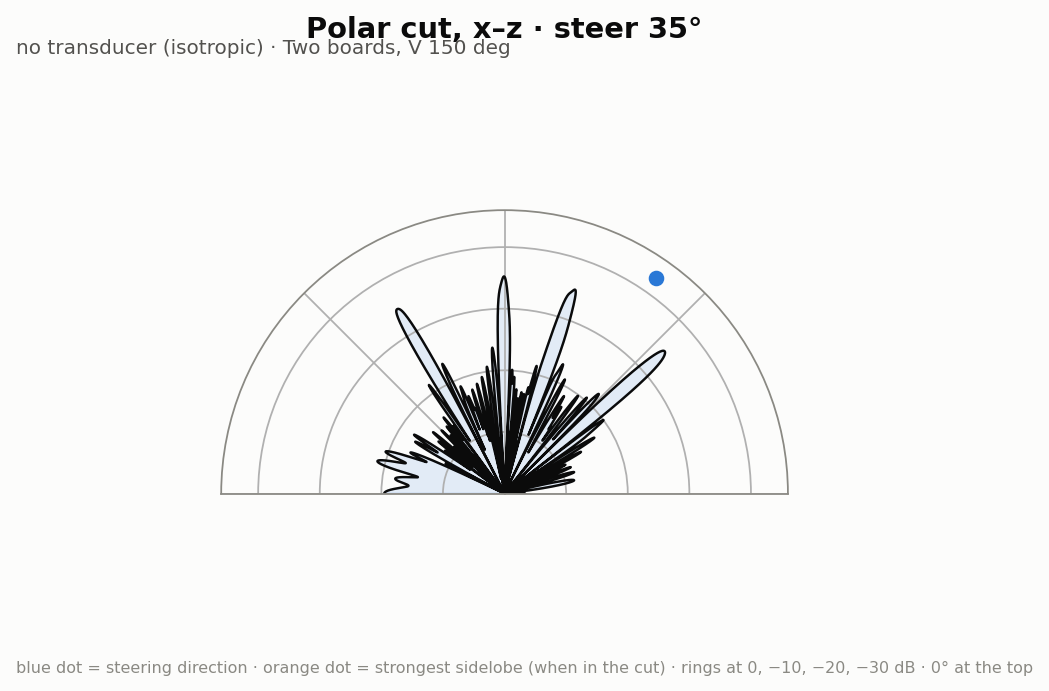 Polar cut, x–z · steer 35°
no transducer (isotropic) · Two boards, V 150 deg
blue dot = steering direction · orange dot = strongest sidelobe (when in the cut) · rings at 0, −10, −20, −30 dB · 0° at the top